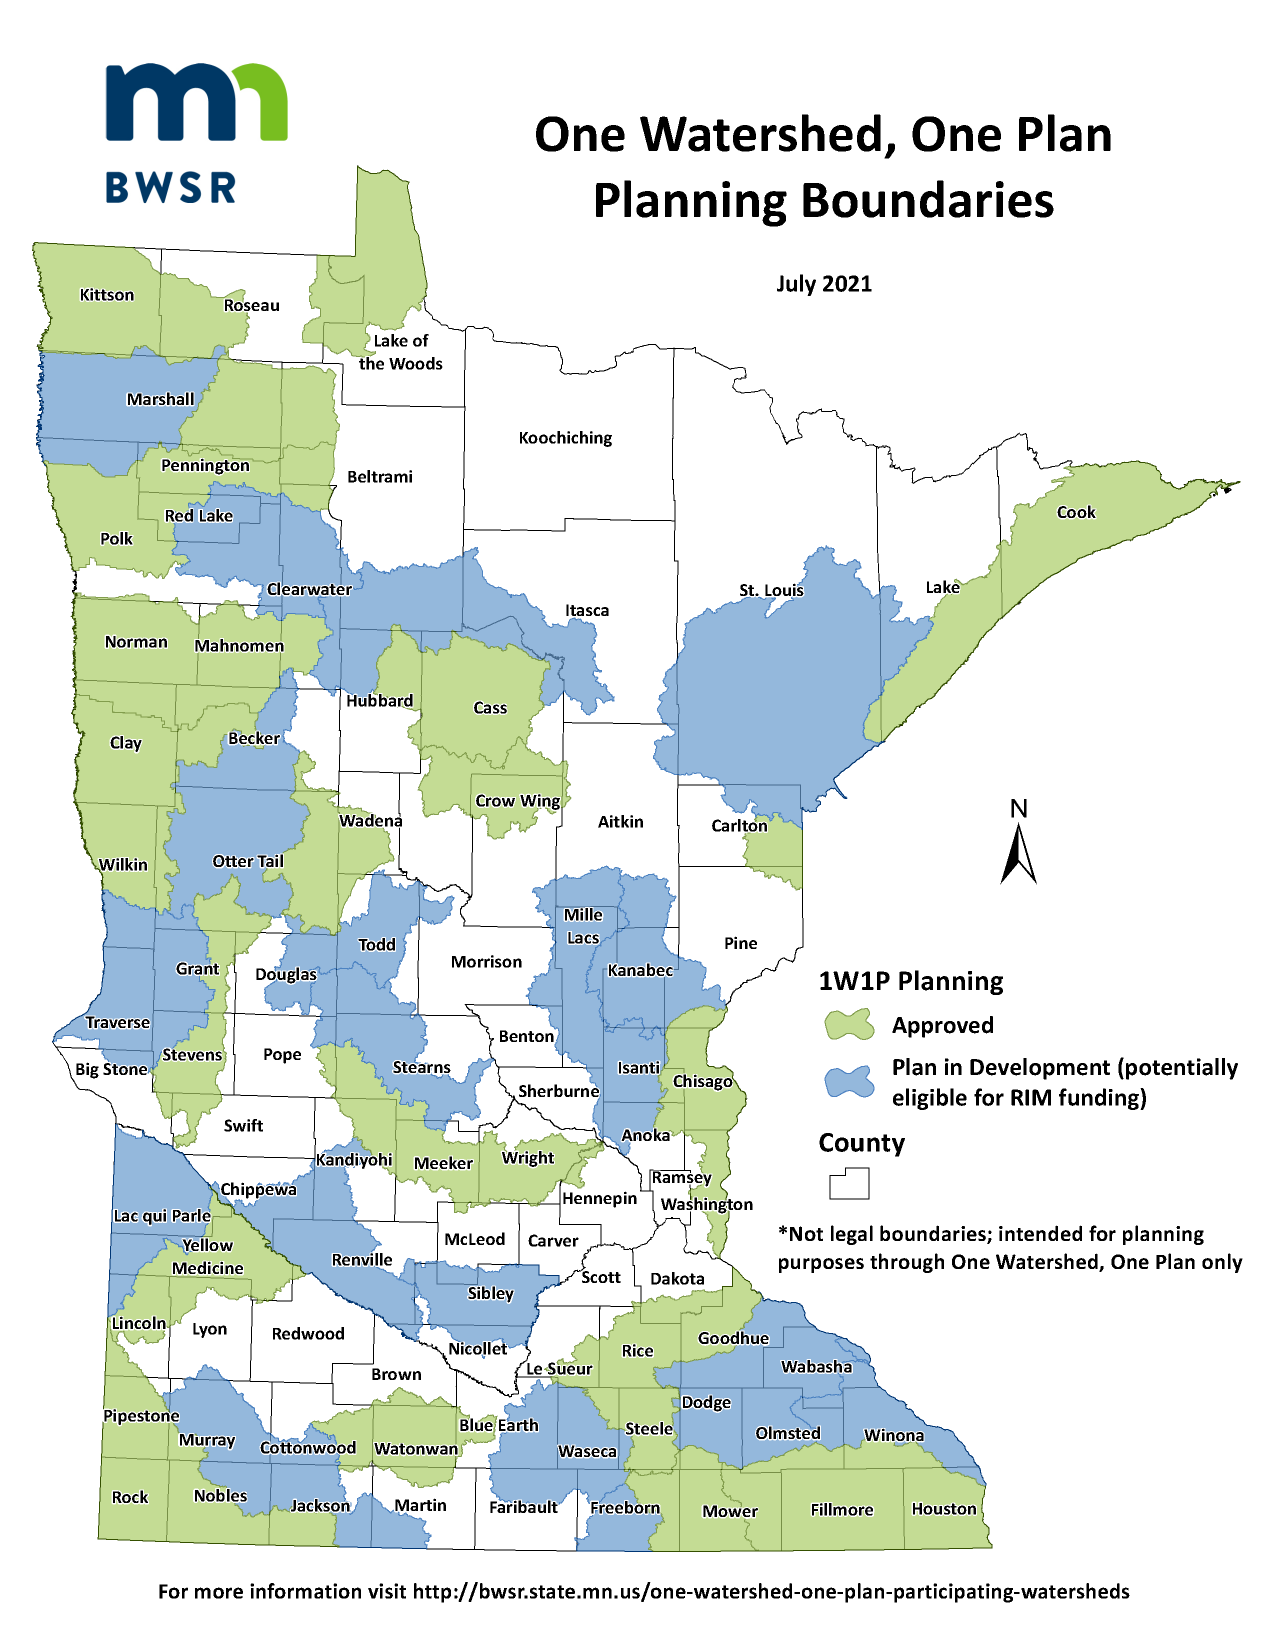 mn
BWSR
One Watershed, One Plan
Planning Boundaries
July 2021
Kittson
Roseau
Lake of
the Woods
Marshall
Koochiching
Pennington
Beltrami
Red Lake
Polk
Cook
Clearwater
St. Louis
Lake
Itasca
Norman
Mahnomen
Hubbard
Cass
Clay
Becker
Crow Wing
Wadena
Aitkin
Carlton
N
Wilkin
Otter Tail
Mille
Lacs
Todd
Pine
Morrison
Kanabec
Grant
Douglas
1W1P Planning
Approved
Traverse
Benton
Stevens
Pope
Big Stone
Stearns
Isanti
Chisago
Plan in Development (potentially
eligible for RIM funding)
Sherburne
Swift
Anoka
County
Kandiyohi
Meeker
Wright
Ramsey
Chippewa
Hennepin
Washington
Lac qui Parle
*Not legal boundaries; intended for planning
purposes through One Watershed, One Plan only
Yellow
Medicine
McLeod
Carver
Renville
Scott
Dakota
Sibley
Lincoln
Lyon
Redwood
Goodhue
Nicollet
Rice
Le Sueur
Wabasha
Brown
Dodge
Pipestone
Blue Earth
Steele
Olmsted
Winona
Murray
Cottonwood
Watonwan
Waseca
Rock
Nobles
Jackson
Martin
Faribault
Freeborn
Mower
Fillmore
Houston
For more information visit http://bwsr.state.mn.us/one-watershed-one-plan-participating-watersheds